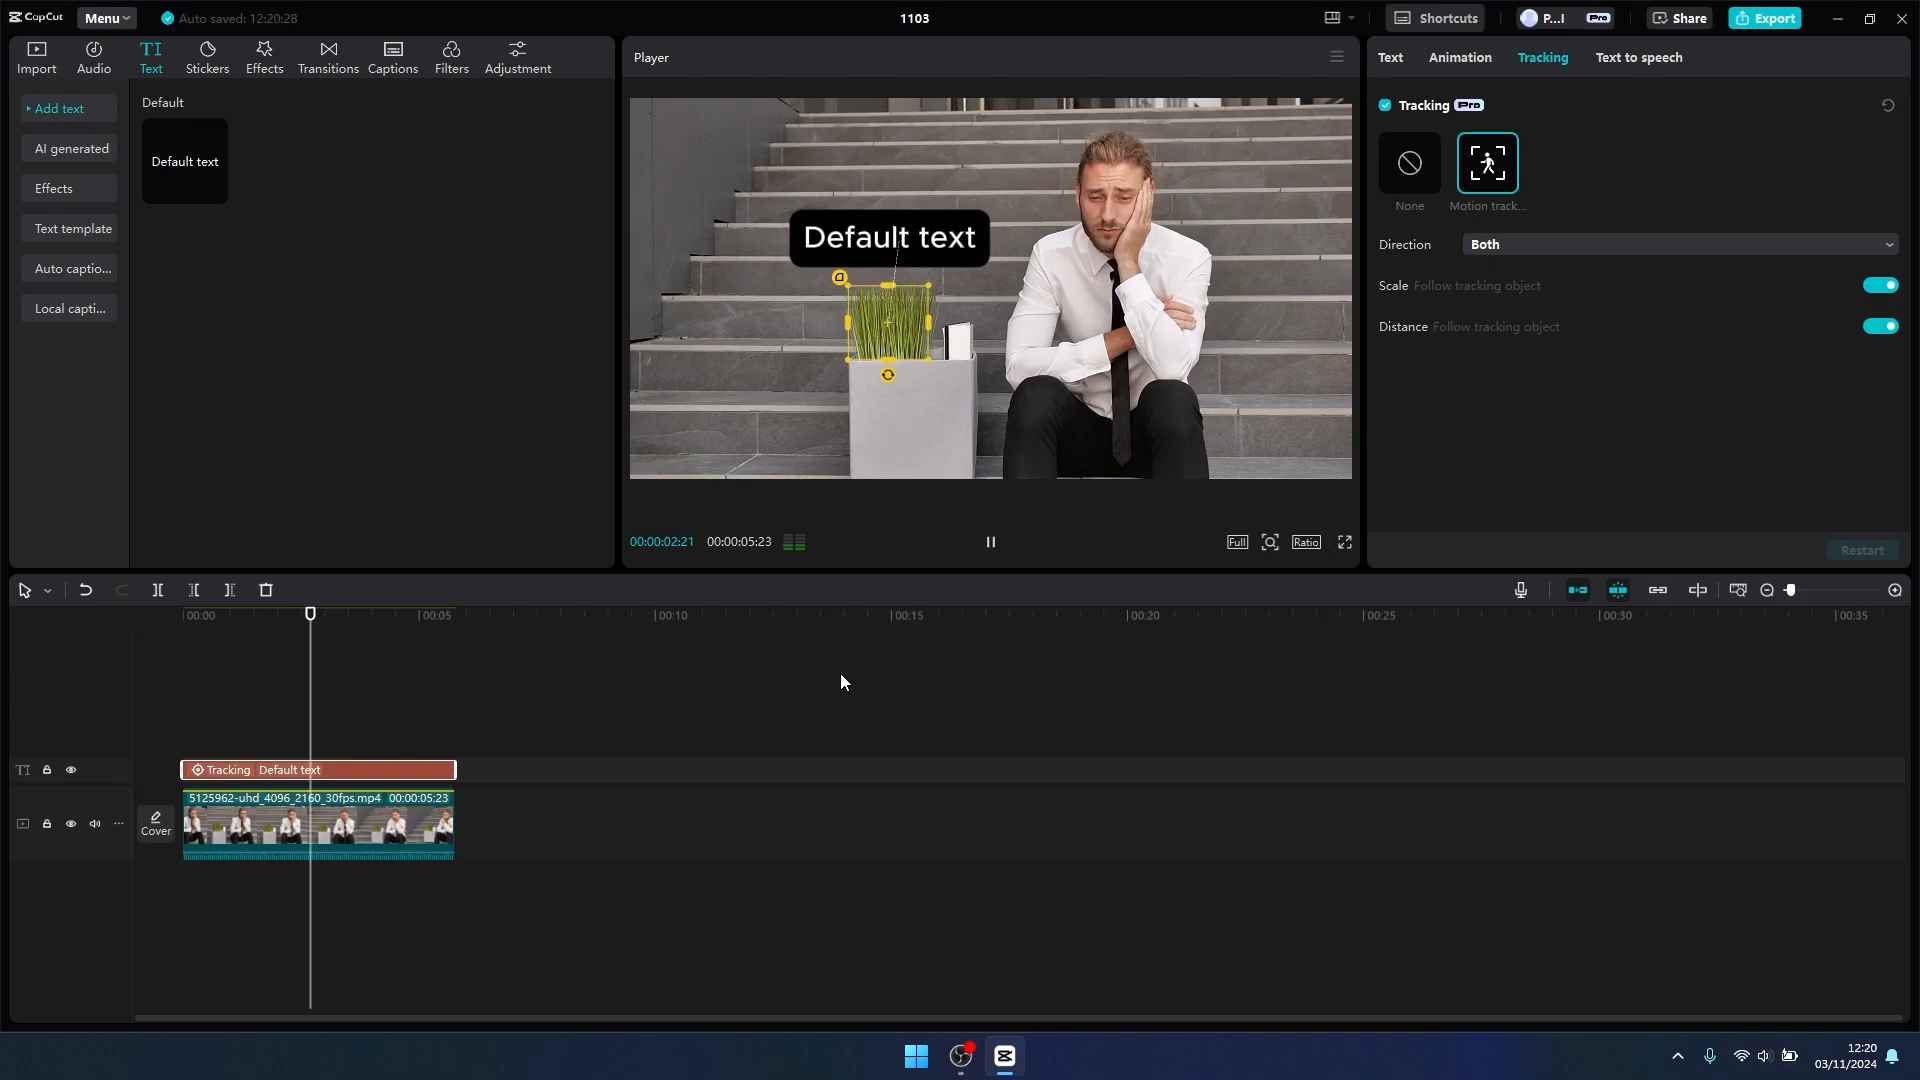 CapCut
Menu
Auto saved: 12:20:28
1103
Shortcuts
P...l
Pro
Share
Export
Import
Audio
TI
Text
Stickers
Effects
Transitions
Captions
Filters
Adjustment
Add text
AI generated
Effects
Text template
Auto captio...
Local capti...
Default
Default text
Player
Default text
00:00:02:21
00:00:05:23
Full
Ratio
Text
Animation
Tracking
Text to speech
Tracking Pro
None
Motion track...
Direction
Both
Scale Follow tracking object
Distance Follow tracking object
Restart
00:00
00:05
00:10
00:15
00:20
00:25
00:30
00:35
TI
Tracking
Default text
5125962-uhd_4096_2160_30fps.mp4 00:00:05:23
Cover
12:20
03/11/2024